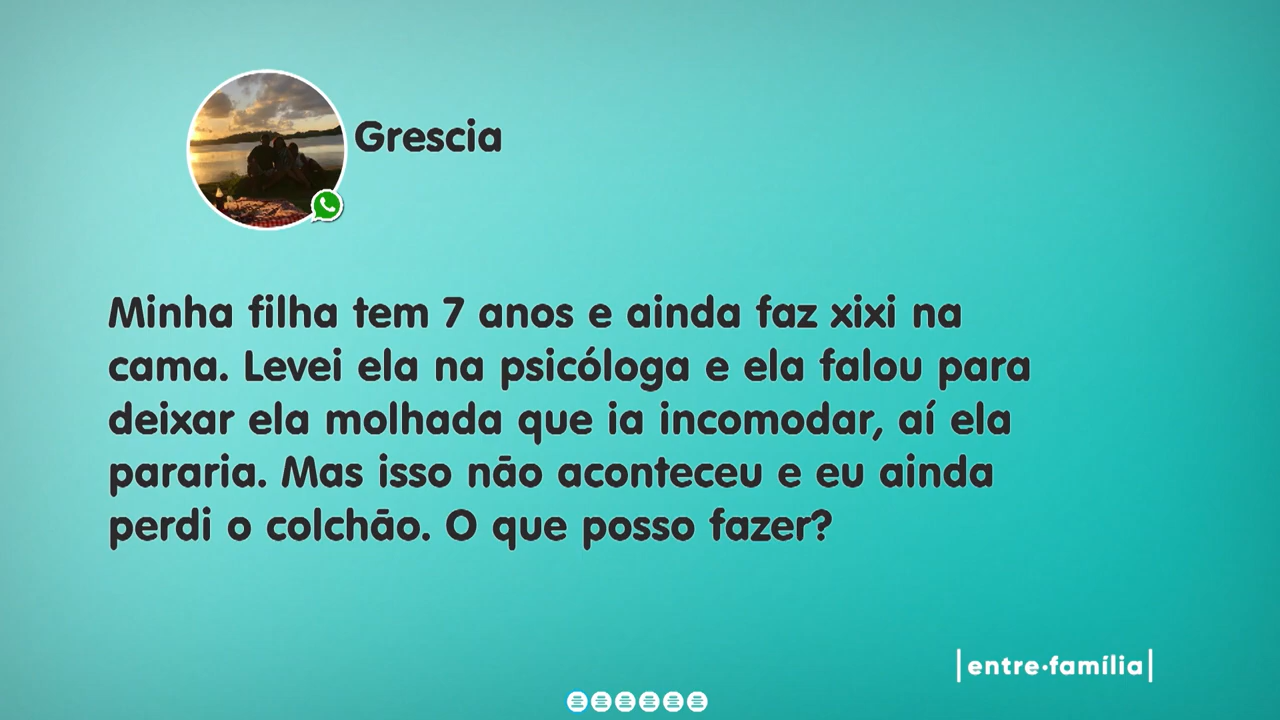 Grescia
Minha filha tem 7 anos e ainda faz xixi na
cama. Levei ela na psicóloga e ela falou para
deixar ela molhada que ia incomodar, aí ela
pararia. Mas isso não aconteceu e eu ainda
perdi o colchão. O que posso fazer?
|entre·família|